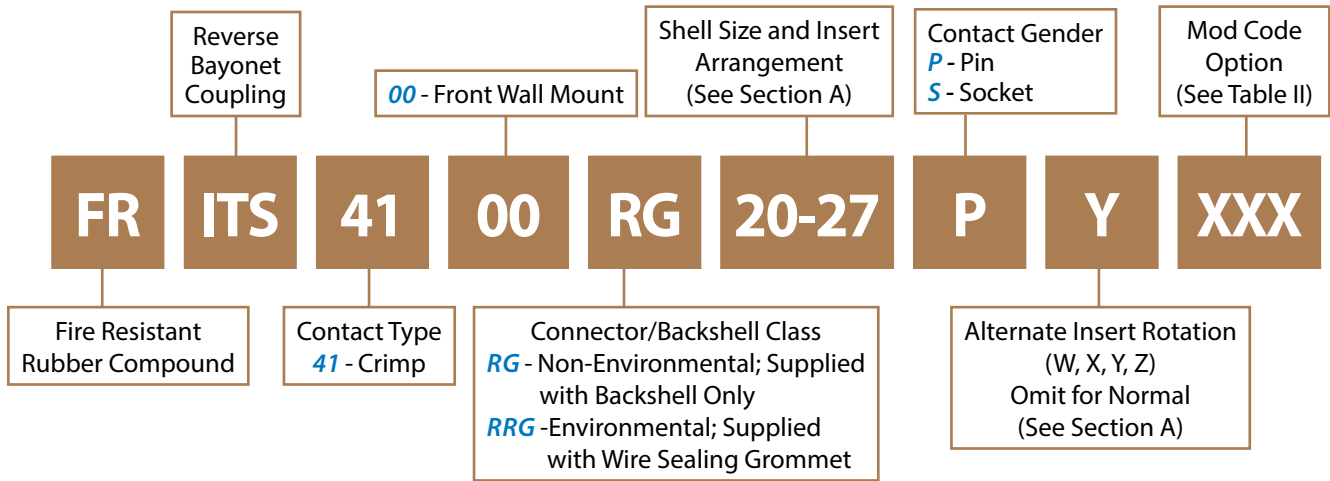 Reverse
Bayonet
Coupling
00 - Front Wall Mount
Shell Size and Insert
Arrangement
(See Section A)
Contact Gender
P - Pin
S - Socket
Mod Code
Option
(See Table II)
FR ITS 41 00 RG 20-27 P Y XXX
Fire Resistant
Rubber Compound
Contact Type
41 - Crimp
Connector/Backshell Class
RG - Non-Environmental; Supplied
with Backshell Only
RRG -Environmental; Supplied
with Wire Sealing Grommet
Alternate Insert Rotation
(W, X, Y, Z)
Omit for Normal
(See Section A)